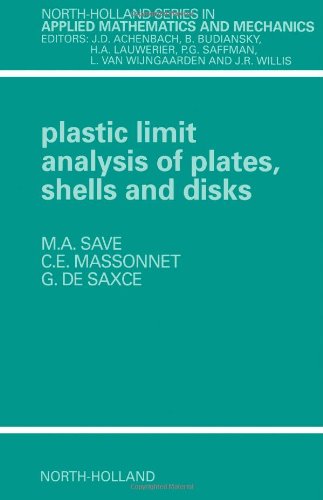 NORTH-HOLLAND SERIES IN
APPLIED MATHEMATICS AND MECHANICS
EDITORS: J.D. ACHENBACH, B. BUDIANSKY,
H.A. LAUWERIER, P.G. SAFFMAN,
L. VAN WIJNGAARDEN AND J.R. WILLIS
plastic limit
analysis of plates,
shells and disks
M.A. SAVE
C.E. MASSONNET
G. DE SAXCE
NORTH-HOLLAND